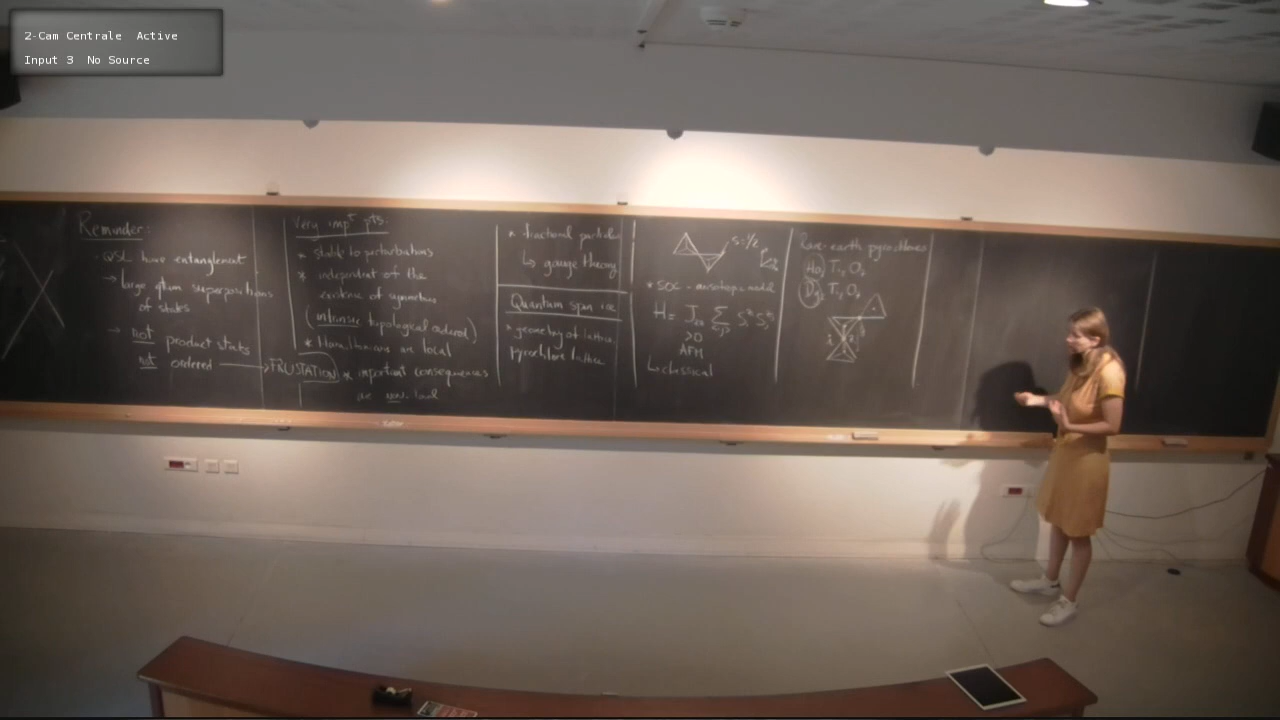 2-Cam Centrale Active
Input 3 No Source
Reminder:
· QSL have entanglement
→ large qtum superpositions
of states
→ not product states
not ordered → FRUSTATION
Very impt pts:
* stable to perturbations
* independent of the
existence of symmetries
(intrinsic topological ordered)
* Hamiltonians are local
* important consequences
are non local
* fractional particles
↳ gauge theory
Quantum spin ice
* geometry of lattice:
pyrochlore lattice
S=1/2
* SOC - anisotropic model
H =
>0
AFM
↳ classical
Rare-earth pyrochlores
Ho₂ Ti₂ O₇
Dy₂ Ti₂ O₇